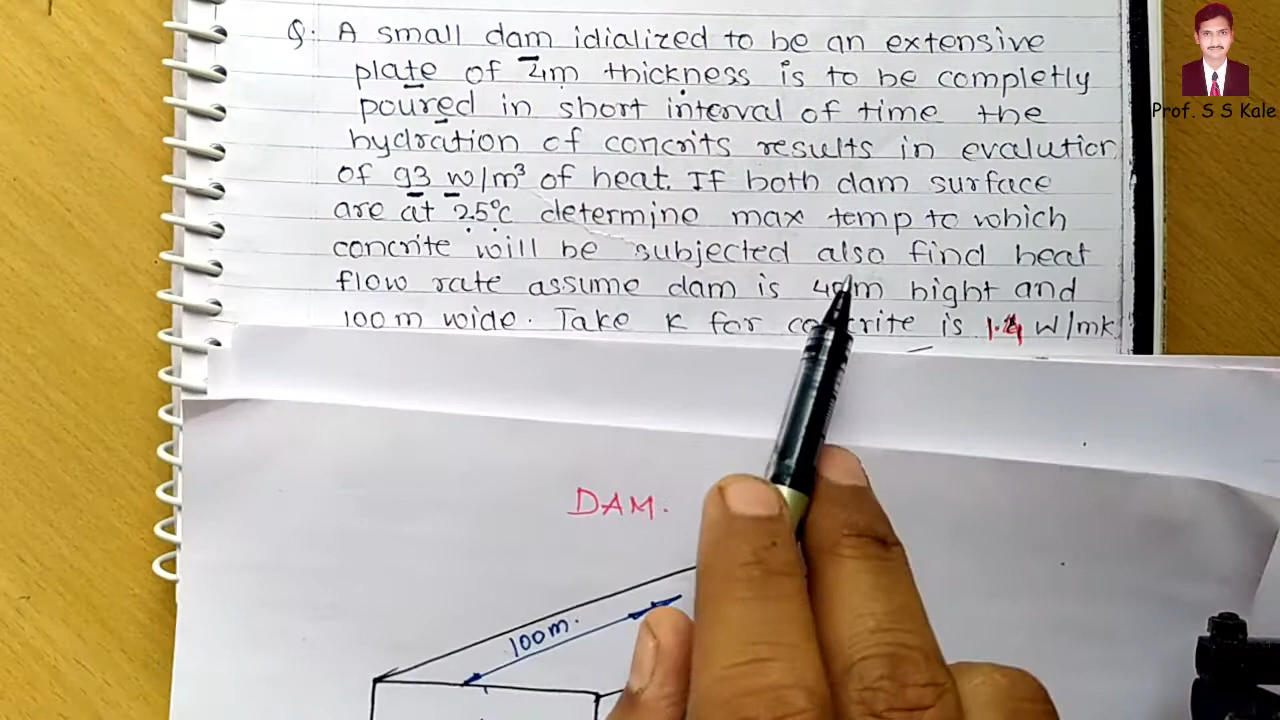 Q. A small dam idialized to be an extensive
plate of 2m thickness is to be completly
poured in short interval of time the
hydration of concrits results in evalution
of 93 W/m³ of heat. If both dam surface
are at 25°C determine max temp to which
concrite will be subjected also find heat
flow rate assume dam is m hight and
100m wide. Take K for is W/mk
Prof. S S Kale
DAM.
100m.